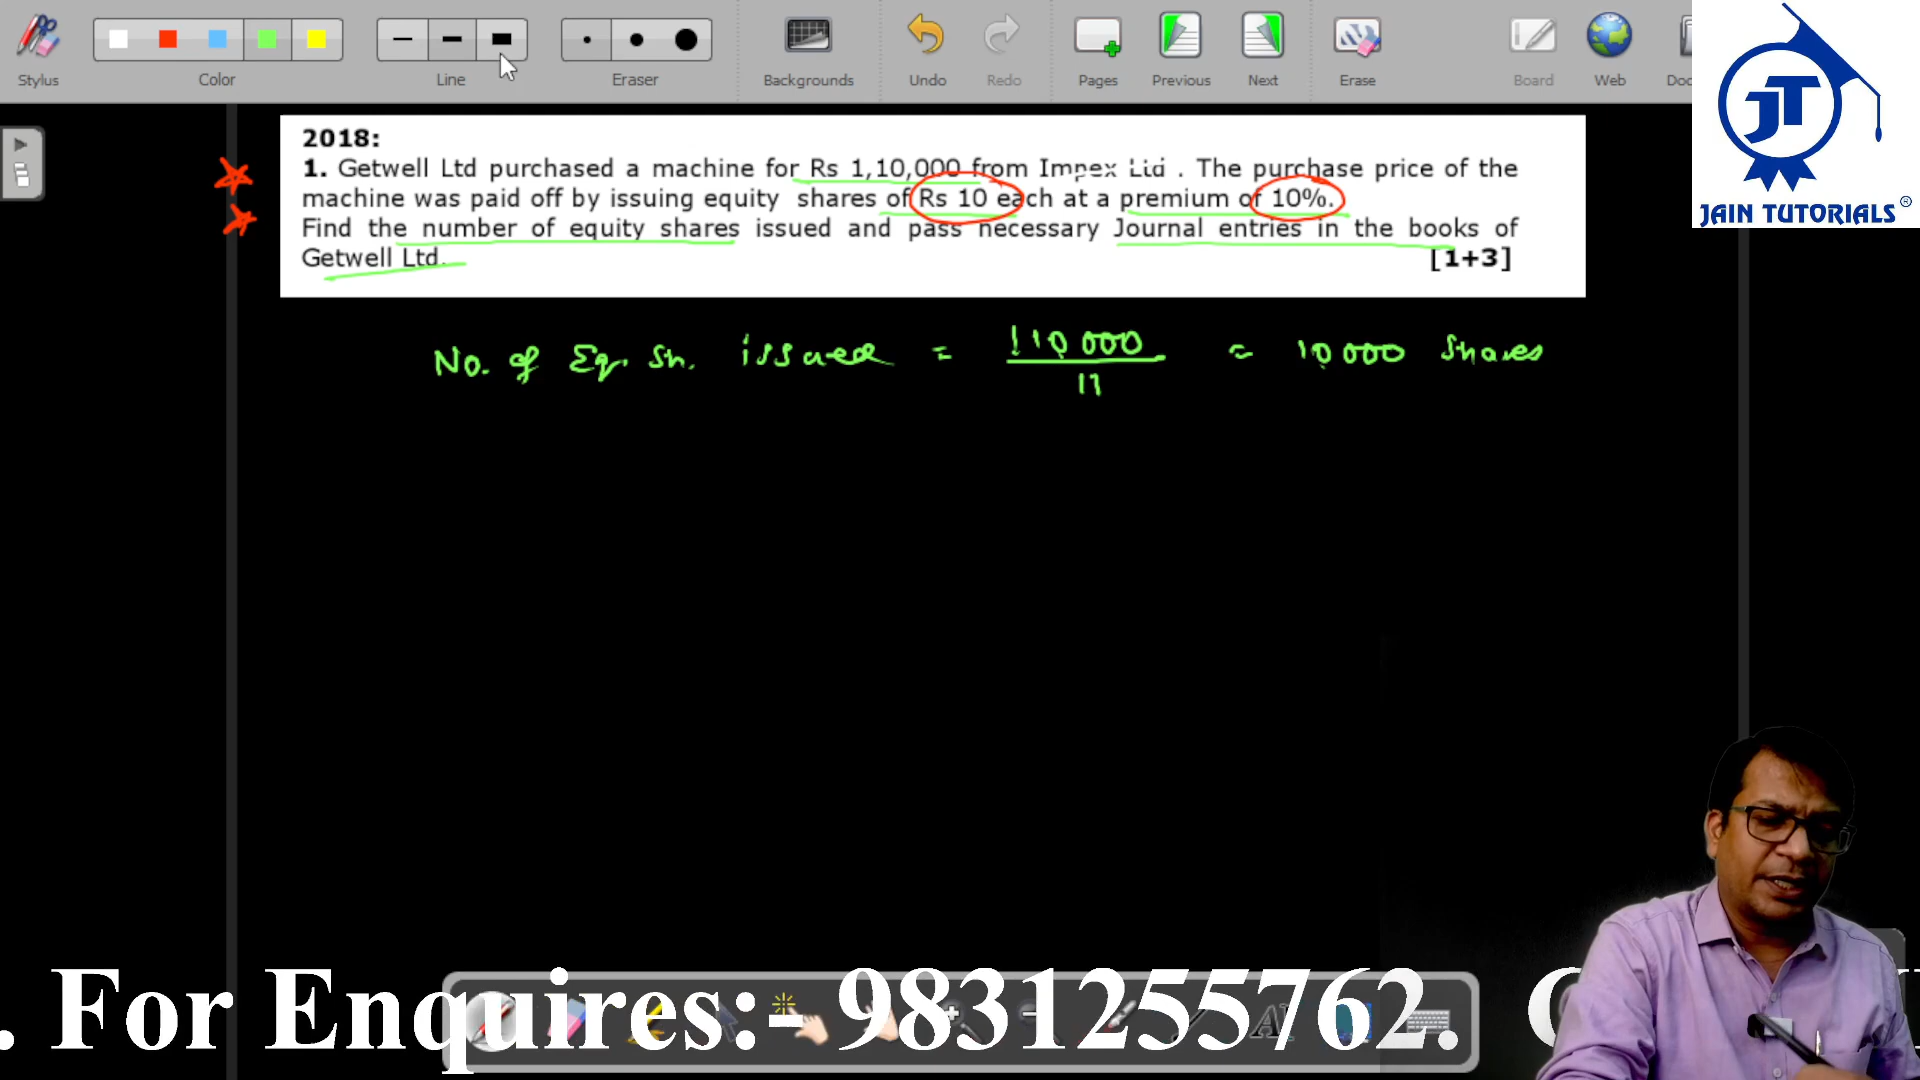 Stylus
Color
Line
Eraser
Backgrounds
Undo
Redo
Pages
Previous
Next
Erase
Board
Web
JT
JAIN TUTORIALS®
2018:
1. Getwell Ltd purchased a machine for Rs 1,10,000 from Impex Ltd . The purchase price of the
machine was paid off by issuing equity shares of Rs 10 each at a premium of 10%.
Find the number of equity shares issued and pass necessary Journal entries in the books of
Getwell Ltd. [1+3]
No. of Eq. Sh. issued = 110000 / 11 = 10000 Shares
. For Enquires:- 9831255762.